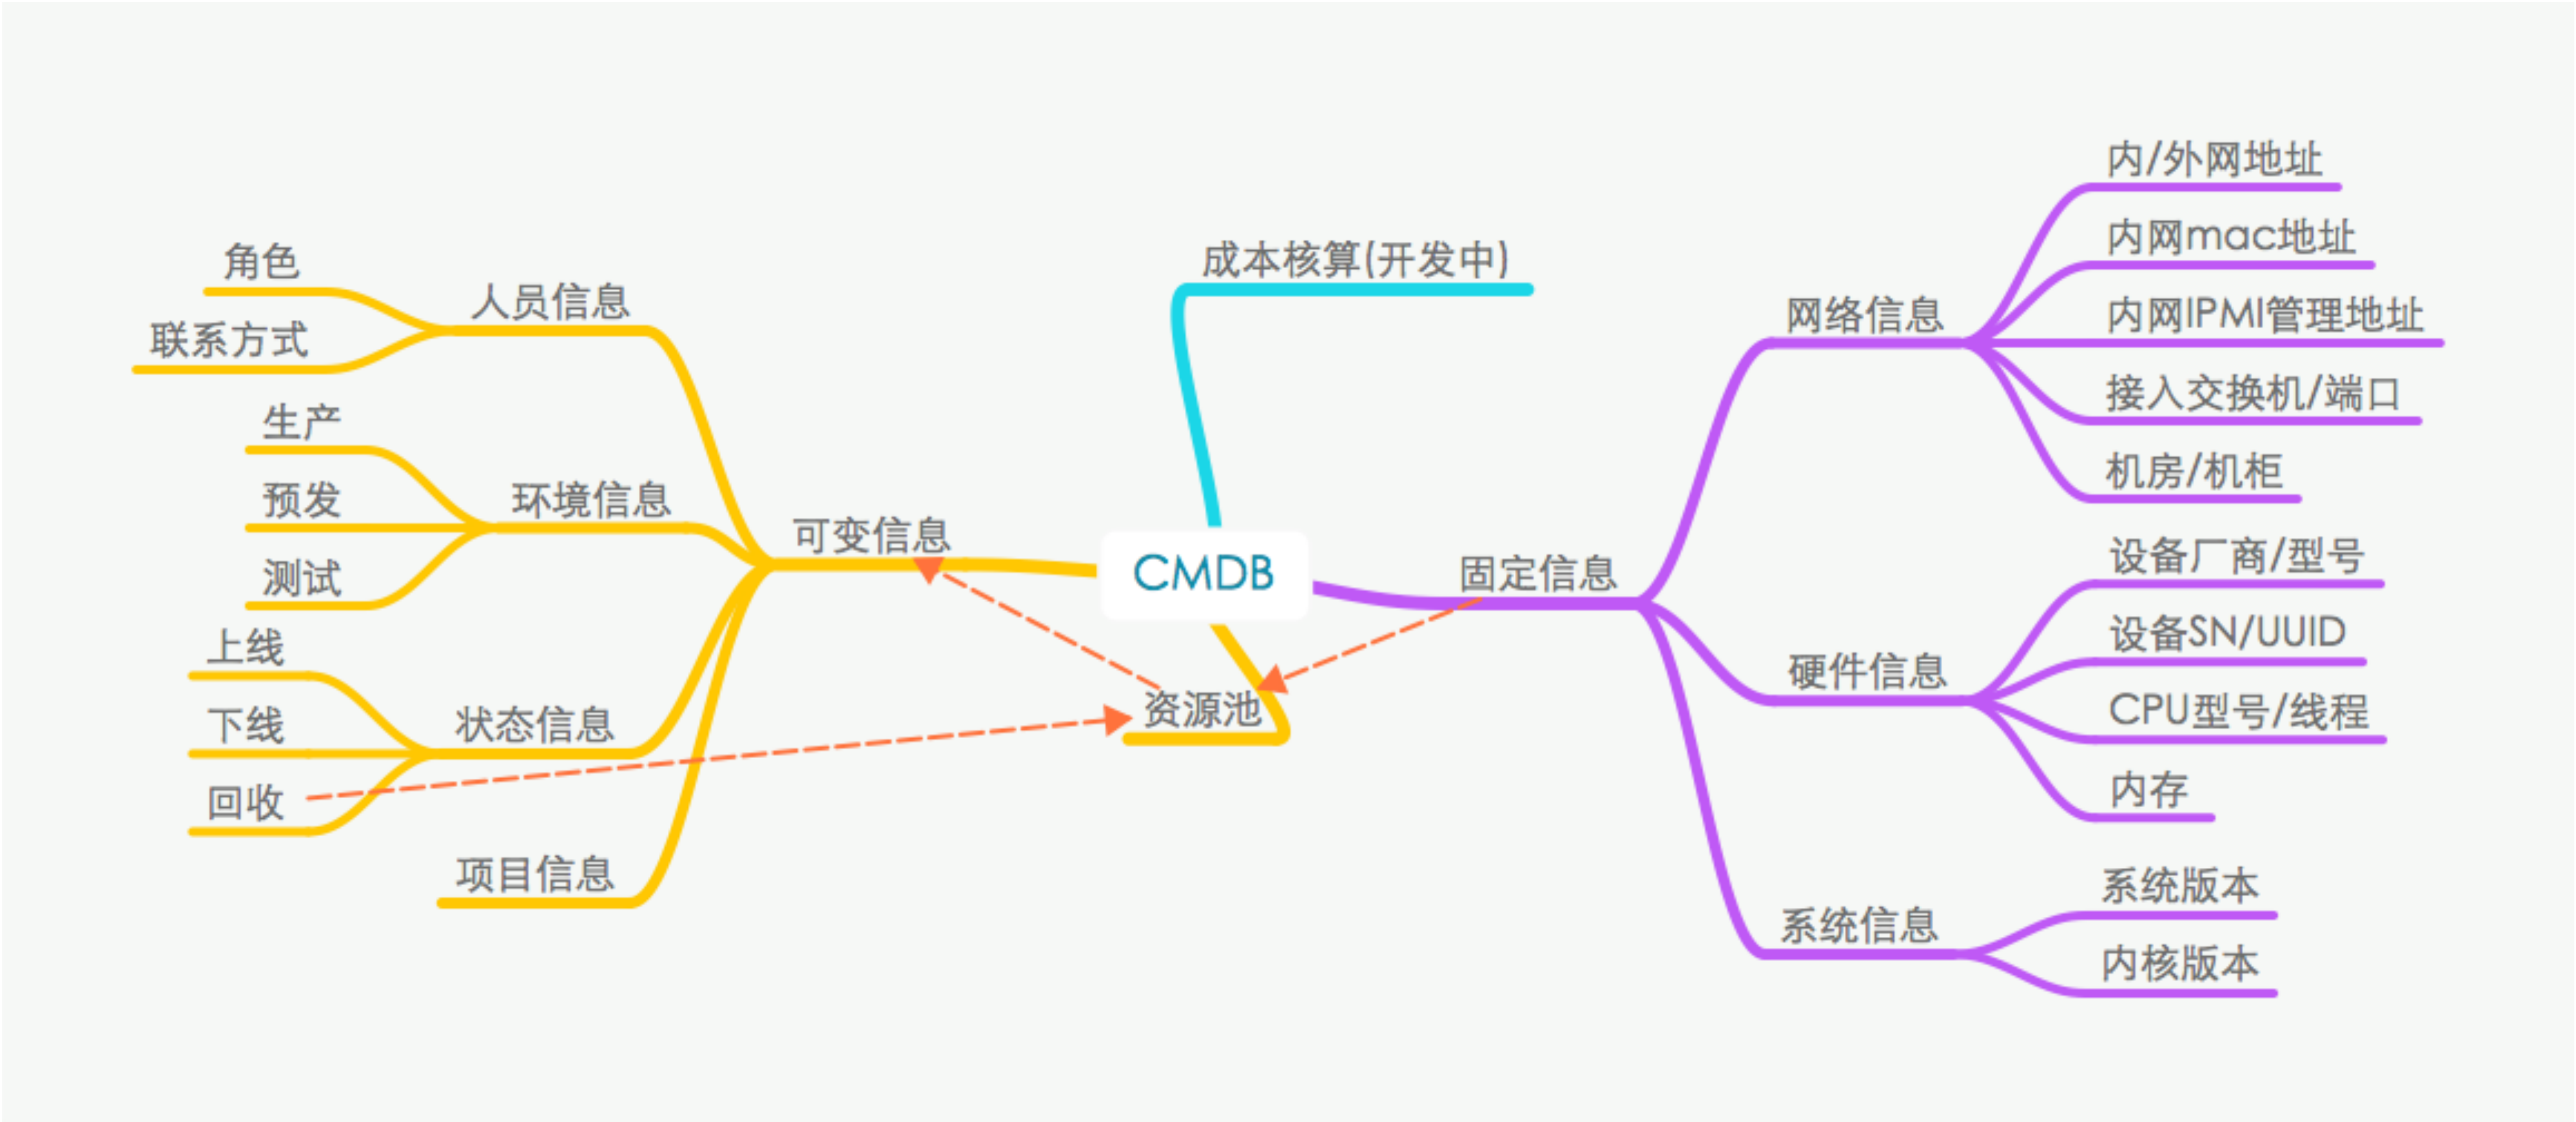 CMDB
成本核算(开发中)
可变信息
人员信息
角色
联系方式
环境信息
生产
预发
测试
状态信息
上线
下线
回收
项目信息
资源池
固定信息
网络信息
内/外网地址
内网mac地址
内网IPMI管理地址
接入交换机/端口
机房/机柜
硬件信息
设备厂商/型号
设备SN/UUID
CPU型号/线程
内存
系统信息
系统版本
内核版本